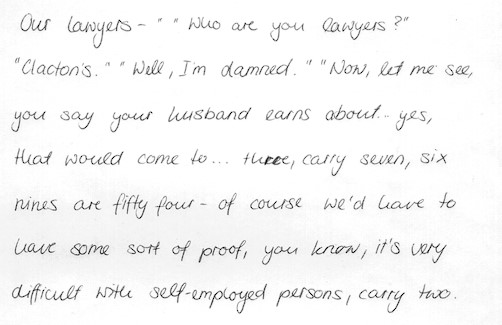 Our lawyers - " " Who are you lawyers ?"
"Clacton's. " " Well, I'm damned. " "Now, let me see,
you say your husband earns about.. yes,
that would come to... three, carry seven, six
nines are fifty four - of course we'd have to
have some sort of proof, you know, it's very
difficult with self-employed persons, carry two.